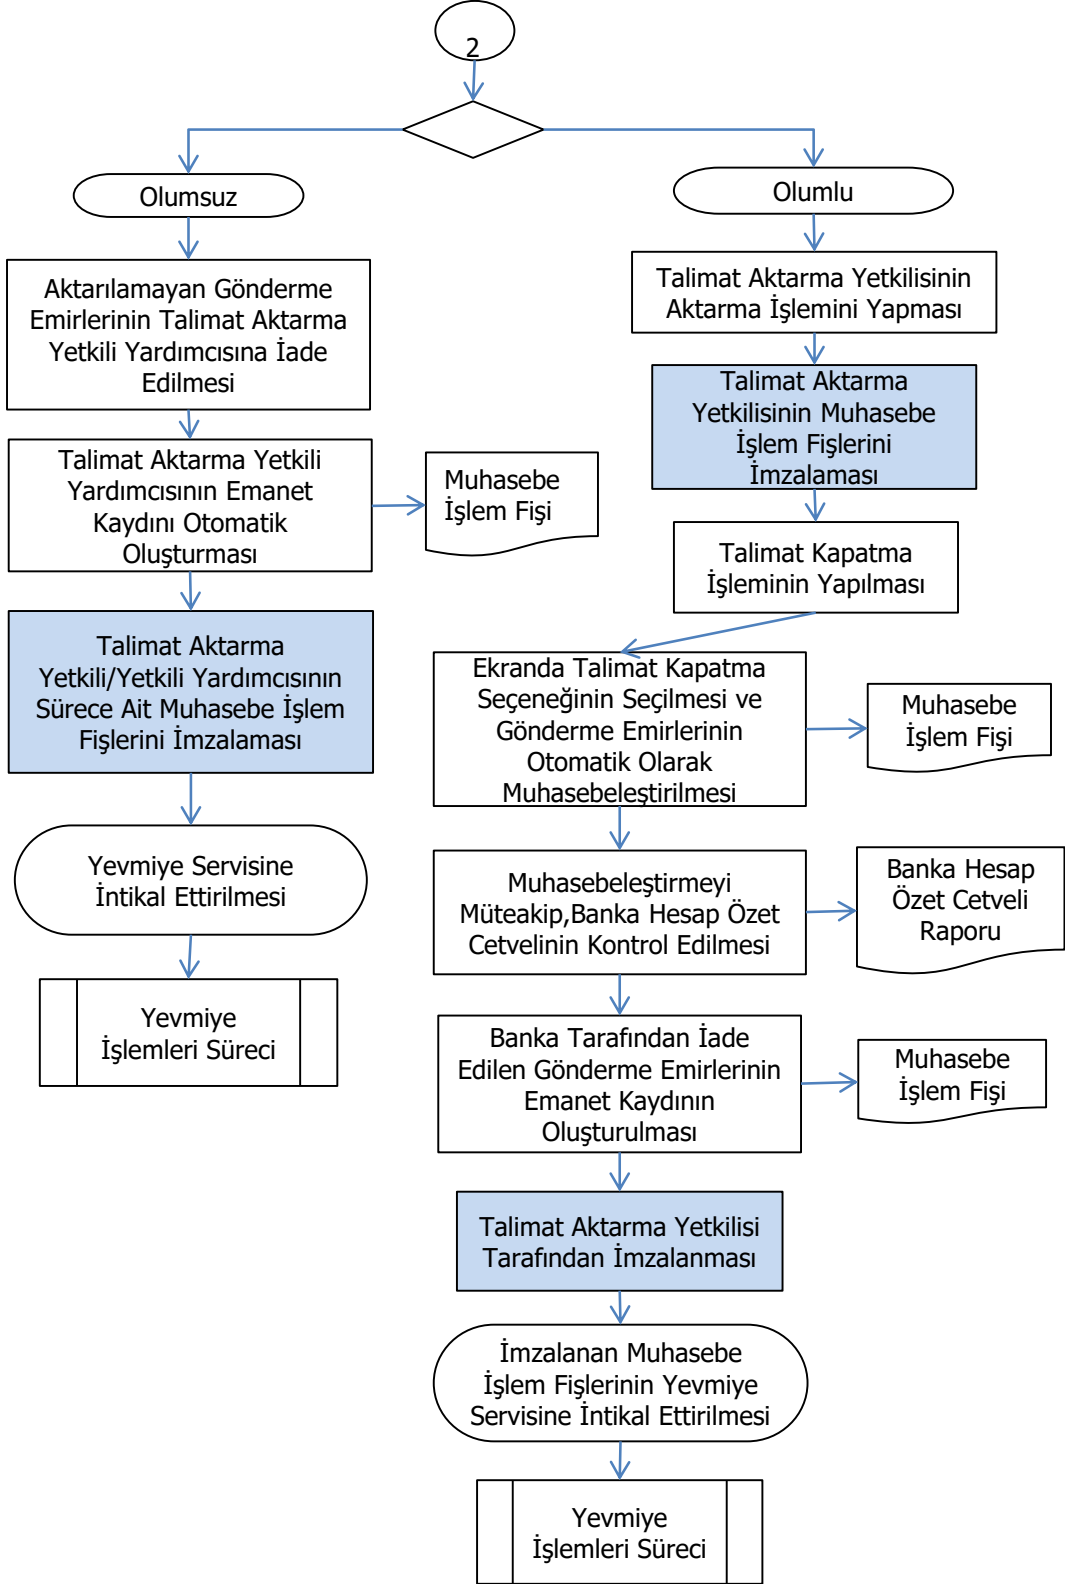 2
Olumsuz
Aktarılamayan Gönderme
Emirlerinin Talimat Aktarma
Yetkili Yardımcısına İade
Edilmesi
Talimat Aktarma Yetkili
Yardımcısının Emanet
Kaydını Otomatik
Oluşturması
Muhasebe
İşlem Fişi
Talimat Aktarma
Yetkili/Yetkili Yardımcısının
Sürece Ait Muhasebe İşlem
Fişlerini İmzalaması
Yevmiye Servisine
İntikal Ettirilmesi
Yevmiye
İşlemleri Süreci
Olumlu
Talimat Aktarma Yetkilisinin
Aktarma İşlemini Yapması
Talimat Aktarma
Yetkilisinin Muhasebe
İşlem Fişlerini
İmzalaması
Talimat Kapatma
İşleminin Yapılması
Ekranda Talimat Kapatma
Seçeneğinin Seçilmesi ve
Gönderme Emirlerinin
Otomatik Olarak
Muhasebeleştirilmesi
Muhasebe
İşlem Fişi
Muhasebeleştirmeyi
Müteakip,Banka Hesap Özet
Cetvelinin Kontrol Edilmesi
Banka Hesap
Özet Cetveli
Raporu
Banka Tarafından İade
Edilen Gönderme Emirlerinin
Emanet Kaydının
Oluşturulması
Muhasebe
İşlem Fişi
Talimat Aktarma Yetkilisi
Tarafından İmzalanması
İmzalanan Muhasebe
İşlem Fişlerinin Yevmiye
Servisine İntikal Ettirilmesi
Yevmiye
İşlemleri Süreci